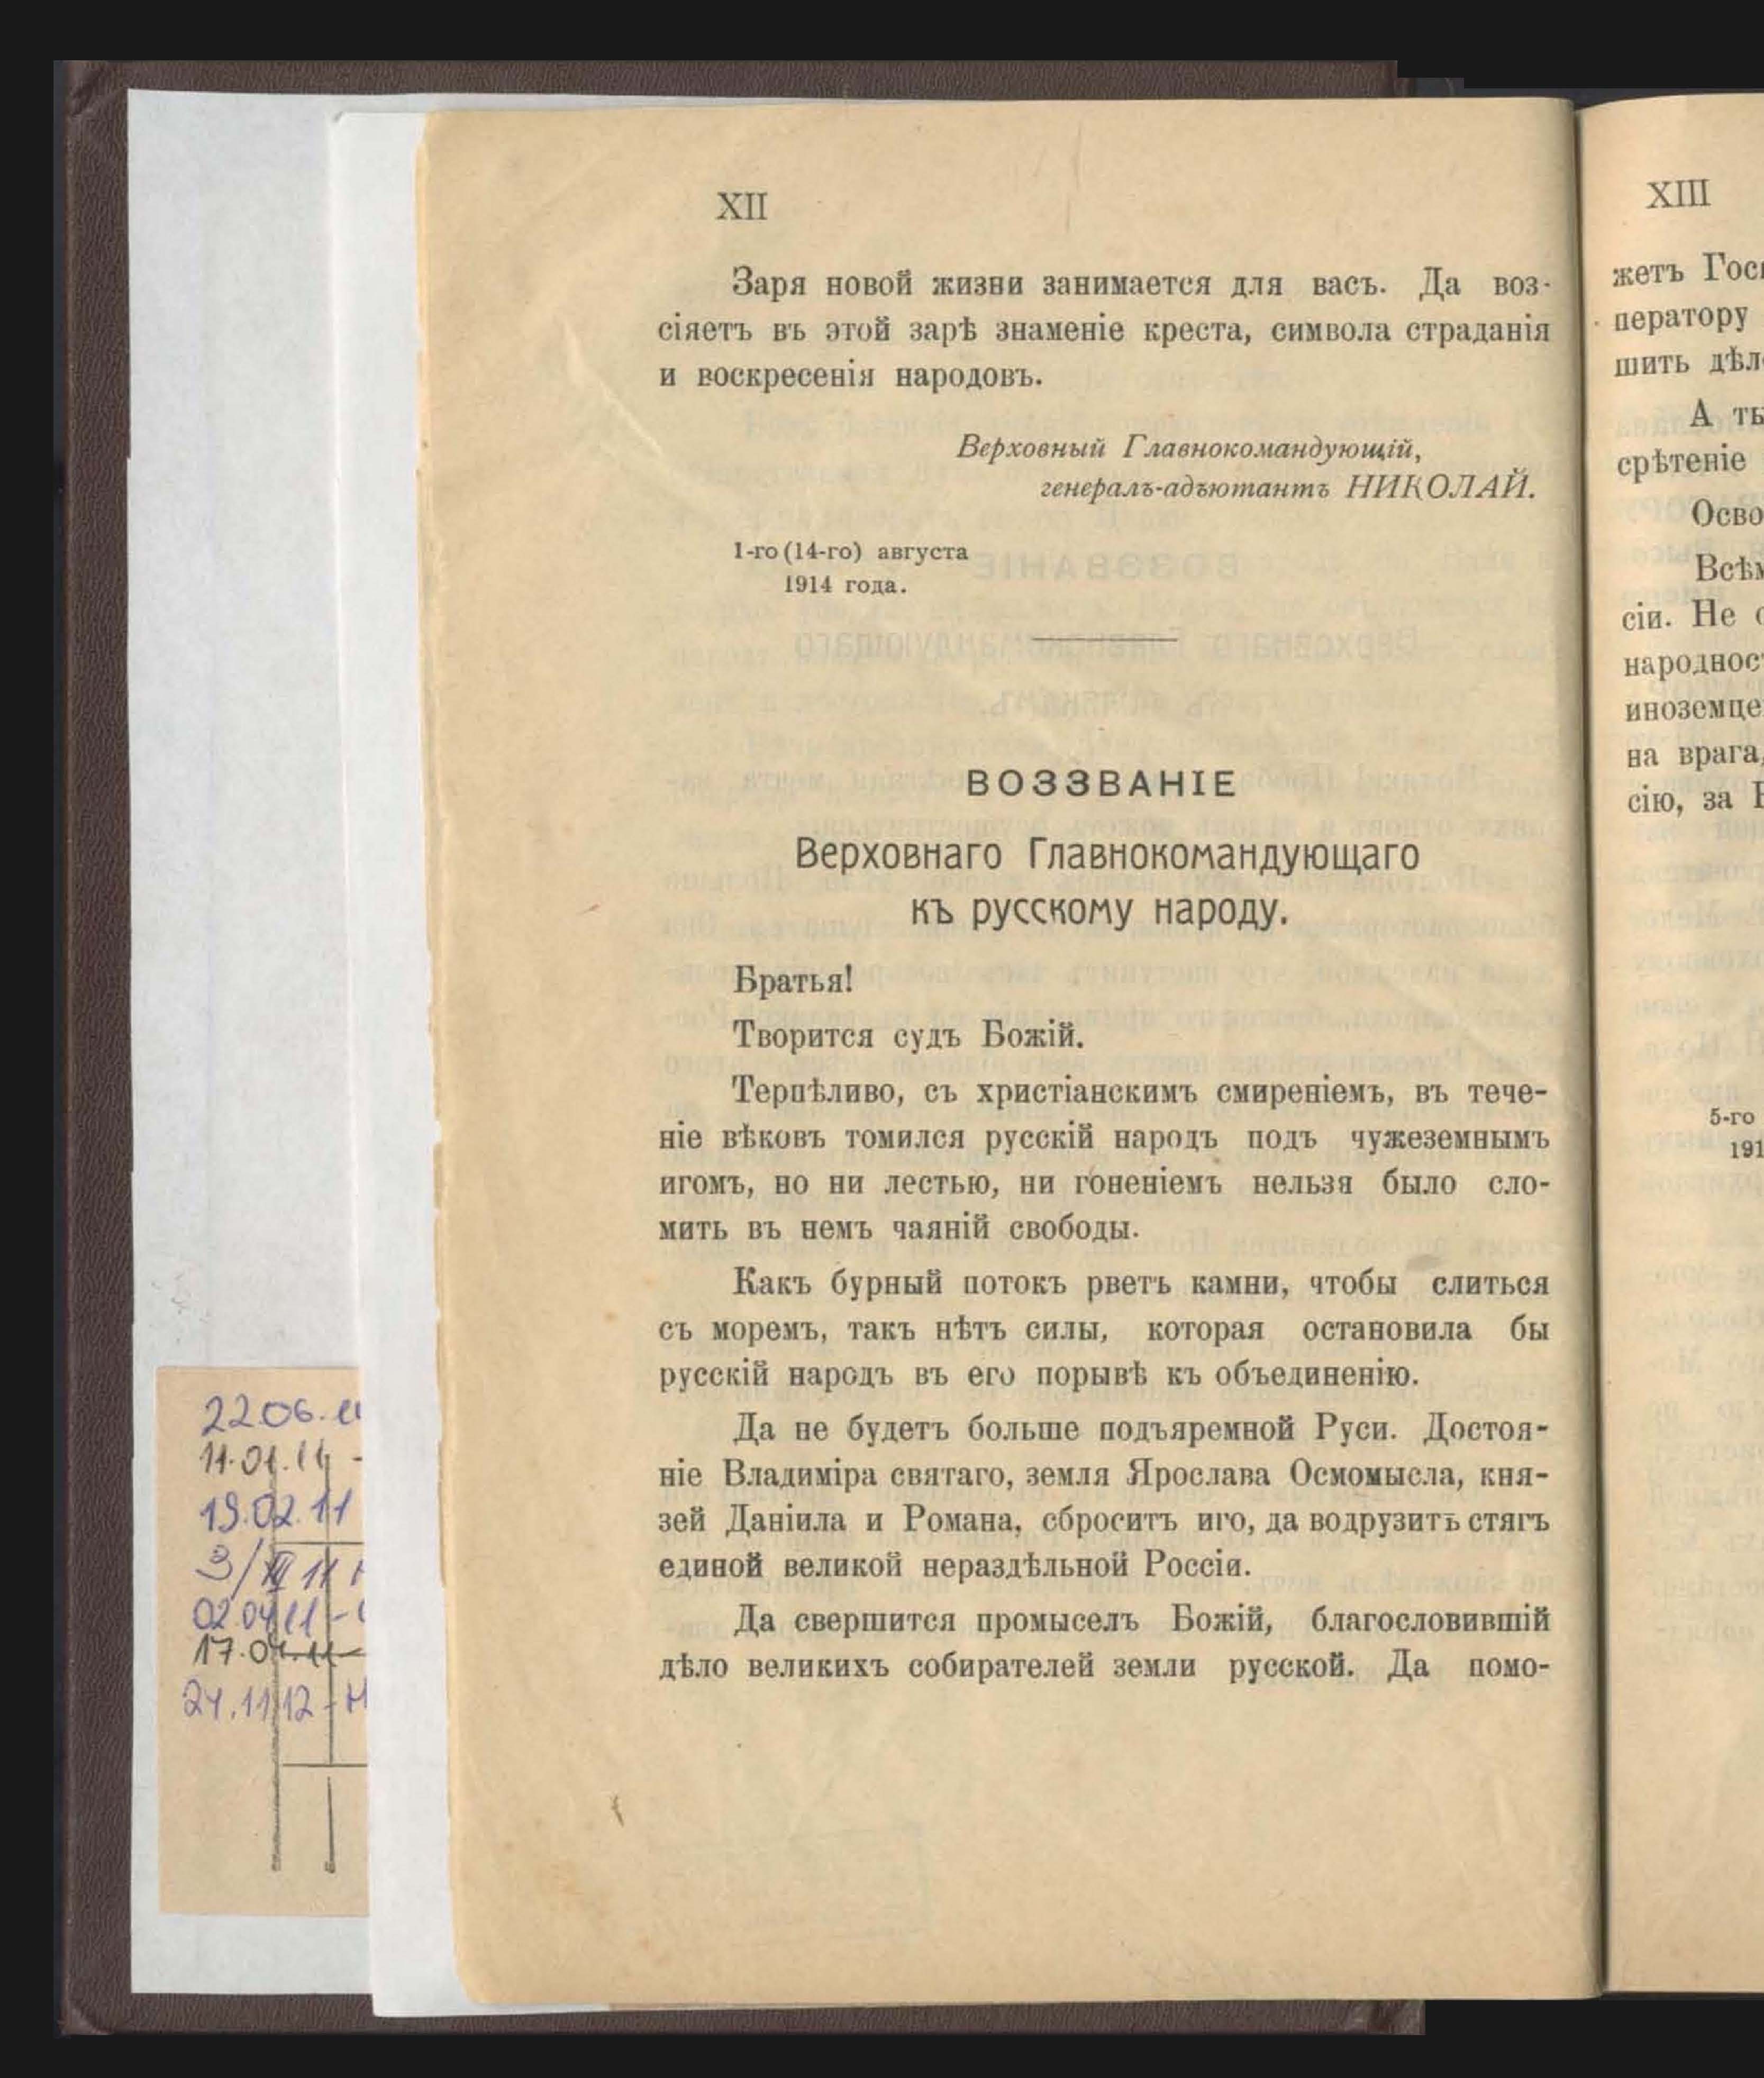 XII
Заря новой жизни занимается для васъ. Да воз-
сіяетъ въ этой зарѣ знаменіе креста, символа страданія
и воскресенія народовъ.
Верховный Главнокомандующій,
генералъ-адъютантъ НИКОЛАЙ.
1-го (14-го) августа
1914 года.
ВОЗЗВАНІЕ
Верховнаго Главнокомандующаго
къ русскому народу.
Братья!
Творится судъ Божій.
Терпѣливо, съ христіанскимъ смиреніемъ, въ тече-
ніе вѣковъ томился русскій народъ подъ чужеземнымъ
игомъ, но ни лестью, ни гоненіемъ нельзя было сло-
мить въ немъ чаяній свободы.
Какъ бурный потокъ рветъ камни, чтобы слиться
съ моремъ, такъ нѣтъ силы, которая остановила бы
русскій народъ въ его порывѣ къ объединенію.
Да не будетъ больше подъяремной Руси. Достоя-
ніе Владиміра святаго, земля Ярослава Осмомысла, кня-
зей Даніила и Романа, сброситъ иго, да водрузитъ стягъ
единой великой нераздѣльной Россіи.
Да свершится промыселъ Божій, благословившій
дѣло великихъ собирателей земли русской. Да помо-
XIII
жетъ
ператору
шить
А
срѣтеніе
сіи. Не
на врага,
сію, за
5-го
22.06.
11.01.11 -
19.02.11
3/III 11
02.04 11 -
17.04.11 -
24.11.12 - Н